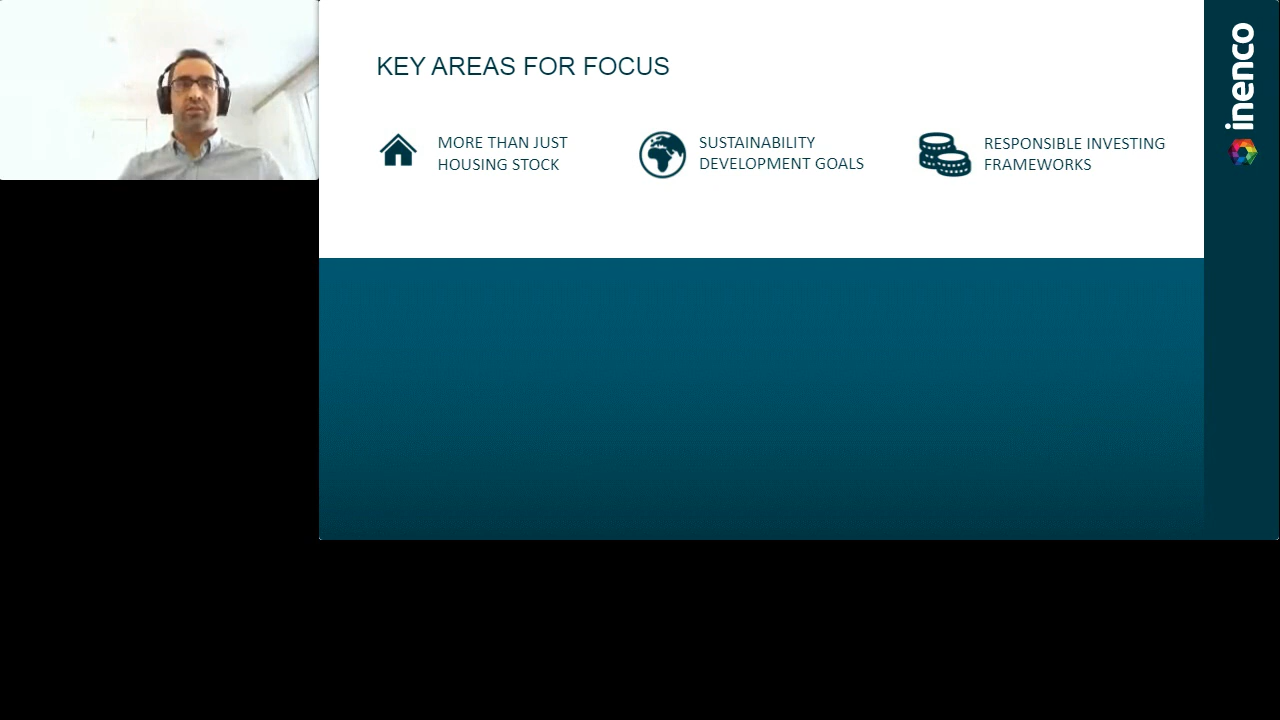 KEY AREAS FOR FOCUS
MORE THAN JUST
HOUSING STOCK
SUSTAINABILITY
DEVELOPMENT GOALS
RESPONSIBLE INVESTING
FRAMEWORKS
inenco